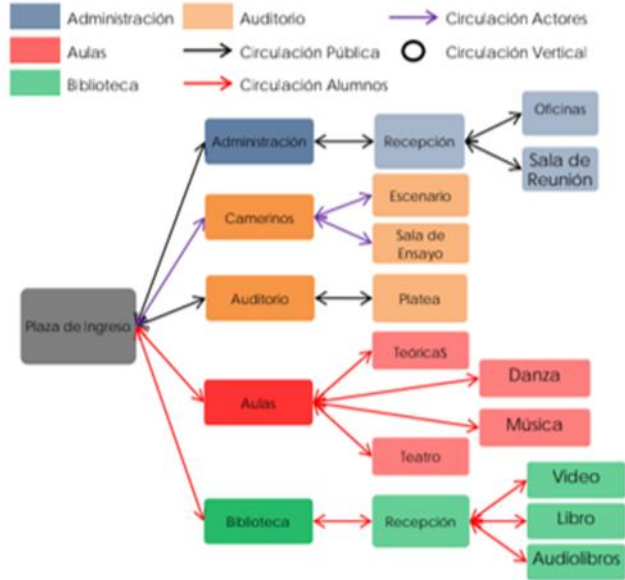 Administración
Auditorio
Circulación Actores
Aulas
Circulación Pública
Circulación Vertical
Biblioteca
Circulación Alumnos
Oficinas
Administración
Recepción
Sala de
Reunión
Escenario
Camerinos
Sala de
Ensayo
Plaza de Ingreso
Auditorio
Platea
TeóricaS
Danza
Aulas
Música
Teatro
Video
Biblioteca
Recepción
Libro
Audiolibros